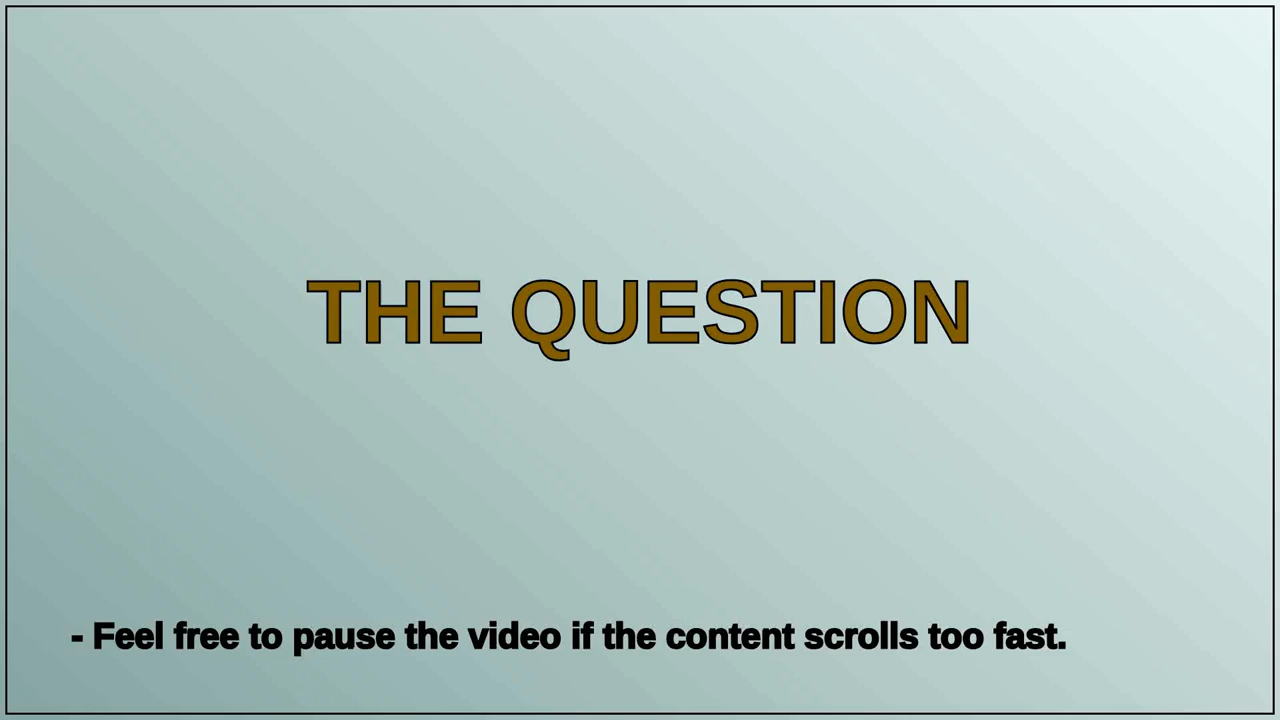 THE QUESTION
- Feel free to pause the video if the content scrolls too fast.